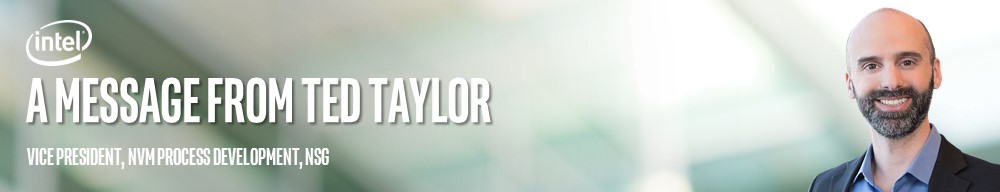 intel
A MESSAGE FROM TED TAYLOR
VICE PRESIDENT, NVM PROCESS DEVELOPMENT, NSG